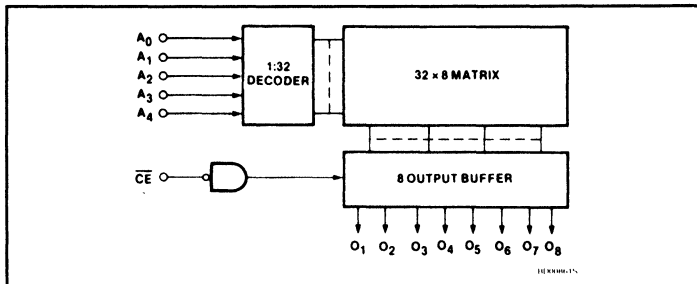 A0
A1
A2
A3
A4
1:32
DECODER
32 × 8 MATRIX
CE
8 OUTPUT BUFFER
O1 O2 O3 O4 O5 O6 O7 O8